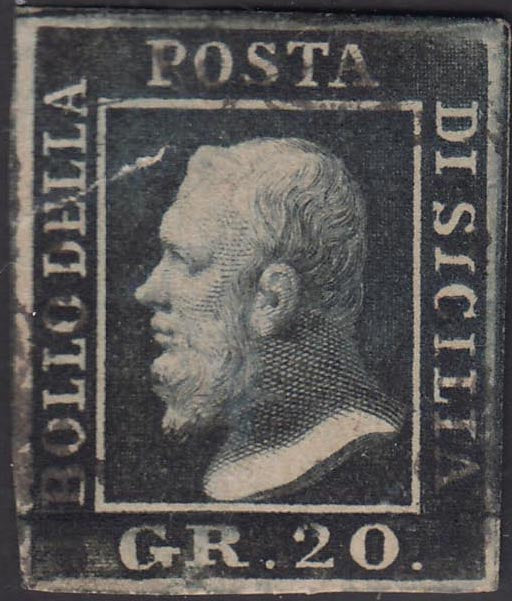 BOLLO DELLA
POSTA
DI SICILIA
GR. 20.